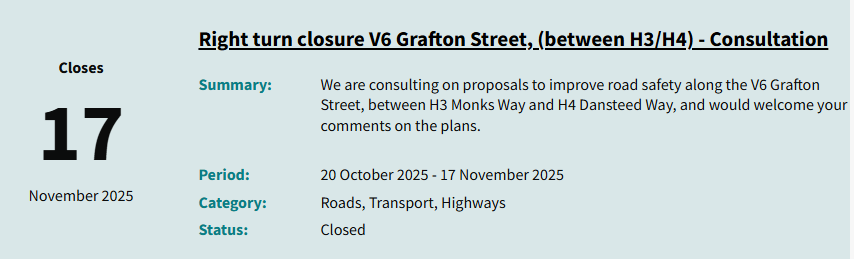 Right turn closure V6 Grafton Street, (between H3/H4) - Consultation
Closes
17
November 2025
Summary:
We are consulting on proposals to improve road safety along the V6 Grafton
Street, between H3 Monks Way and H4 Dansteed Way, and would welcome your
comments on the plans.
Period:
20 October 2025 - 17 November 2025
Category:
Roads, Transport, Highways
Status:
Closed